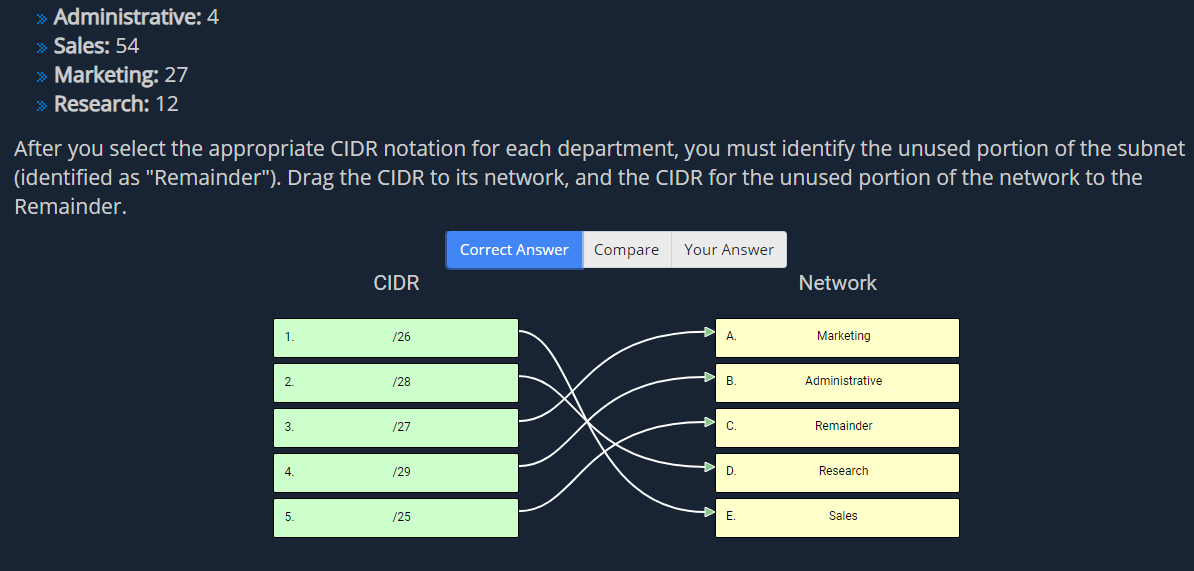 Administrative: 4
Sales: 54
Marketing: 27
Research: 12
After you select the appropriate CIDR notation for each department, you must identify the unused portion of the subnet
(identified as "Remainder"). Drag the CIDR to its network, and the CIDR for the unused portion of the network to the
Remainder.
Correct Answer Compare Your Answer
CIDR Network
1. /26 A. Marketing
2. /28 B. Administrative
3. /27 C. Remainder
4. /29 D. Research
5. /25 E. Sales